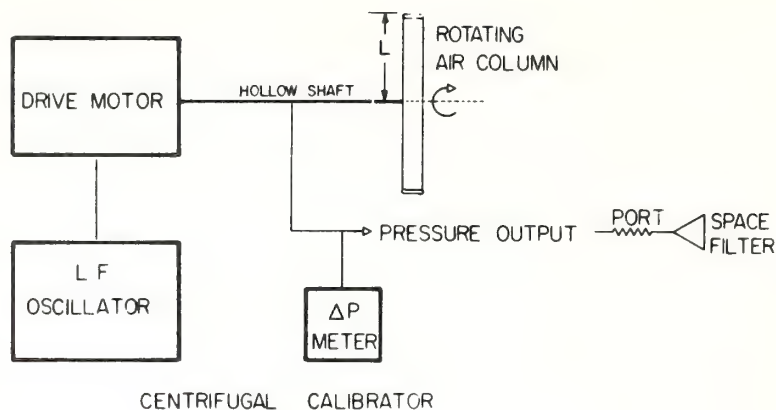 L
ROTATING
AIR COLUMN
DRIVE MOTOR
HOLLOW SHAFT
L F
OSCILLATOR
PRESSURE OUTPUT
PORT
SPACE
FILTER
ΔP
METER
CENTRIFUGAL CALIBRATOR